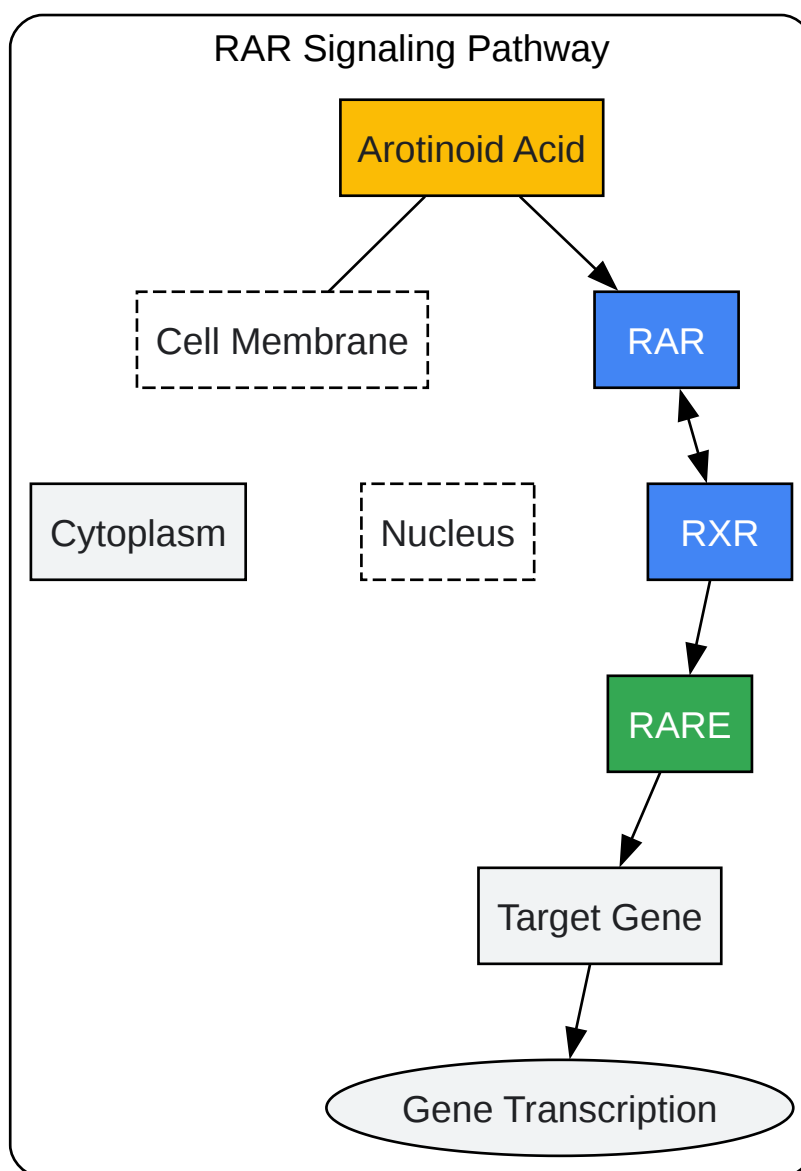 RAR Signaling Pathway
Arotinoid Acid
Cell Membrane
RAR
Cytoplasm
Nucleus
RXR
RARE
Target Gene
Gene Transcription